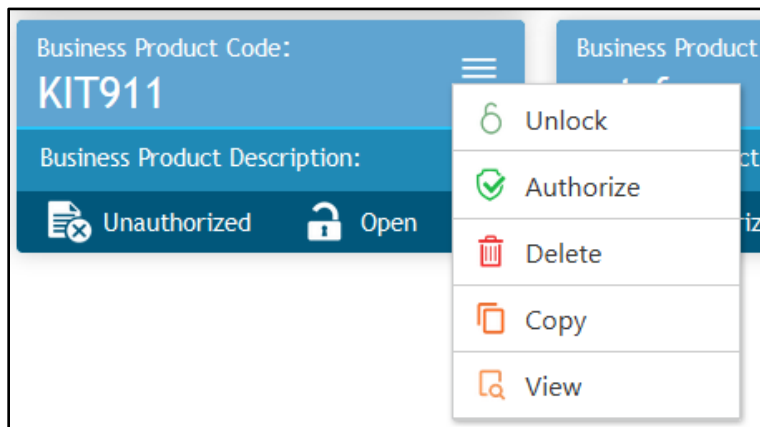 Business Product Code:
KIT911
Business Product Description:
Unauthorized
Open
Business Product
Unlock
Authorize
Delete
Copy
View